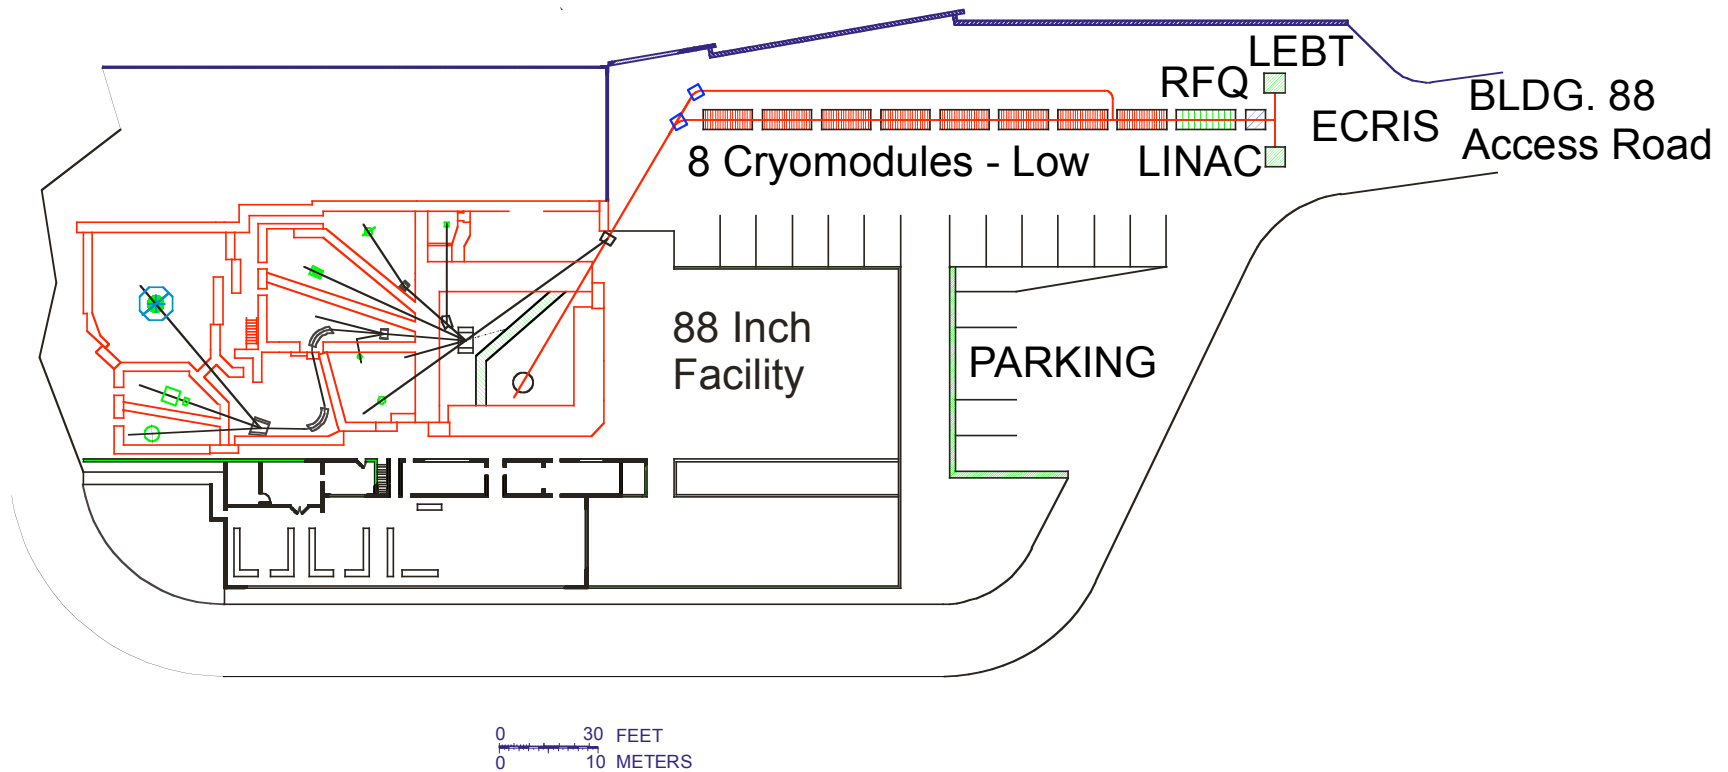 LEBT
RFQ
BLDG. 88
ECRIS
Access Road
8 Cryomodules - Low
LINAC
88 Inch
Facility
PARKING
0 30 FEET
0 10 METERS